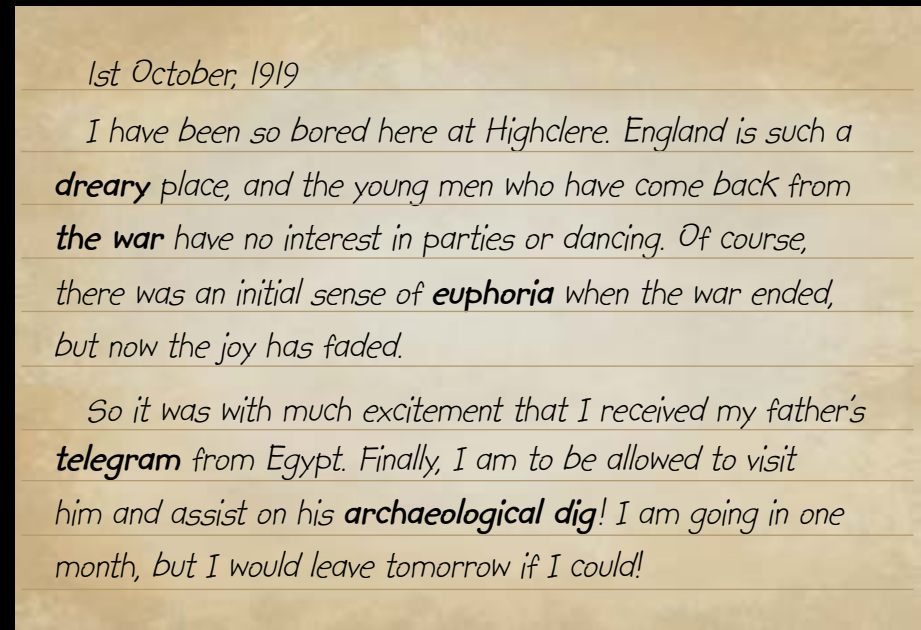 1st October, 1919
I have been so bored here at Highclere. England is such a
dreary place, and the young men who have come back from
the war have no interest in parties or dancing. Of course,
there was an initial sense of euphoria when the war ended,
but now the joy has faded.
So it was with much excitement that I received my father's
telegram from Egypt. Finally, I am to be allowed to visit
him and assist on his archaeological dig! I am going in one
month, but I would leave tomorrow if I could!